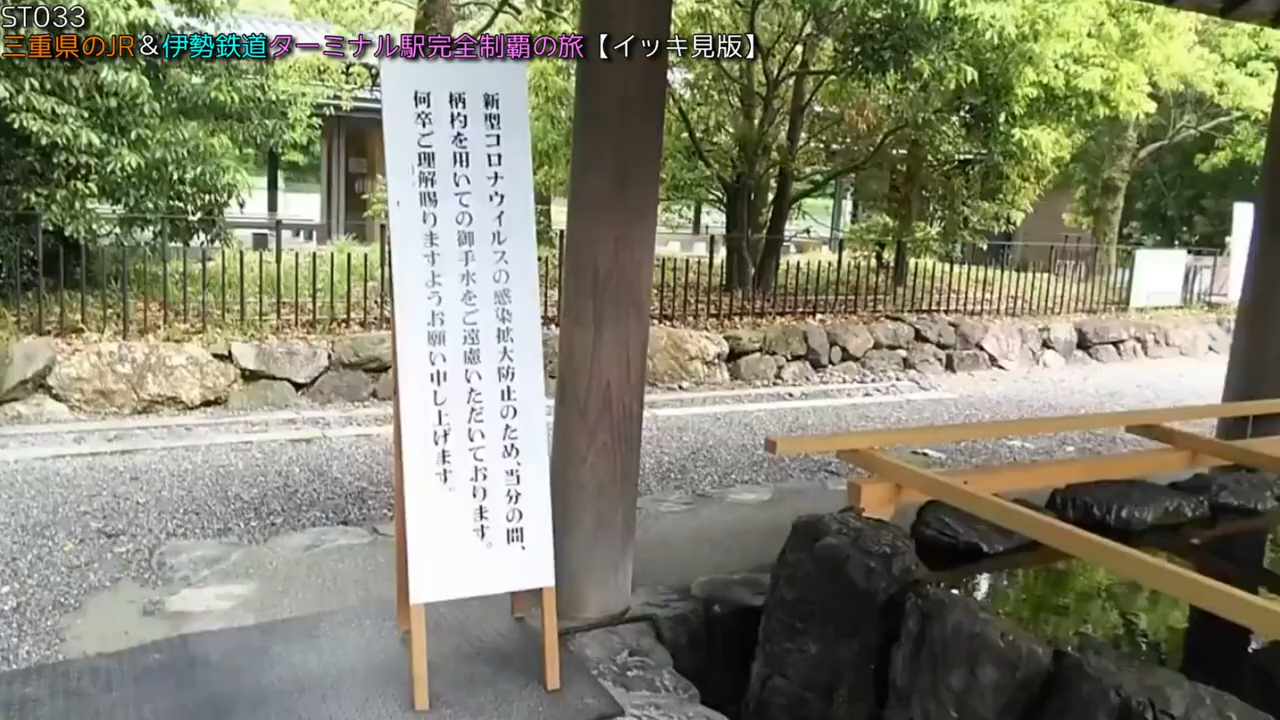 ST033
三重県のJR＆伊勢鉄道ターミナル駅完全制覇の旅【イッキ見版】
新型コロナウィルスの感染拡大防止のため、当分の間、
柄杓を用いての御手水をご遠慮いただいております。
何卒ご理解賜りますようお願い申し上げます。